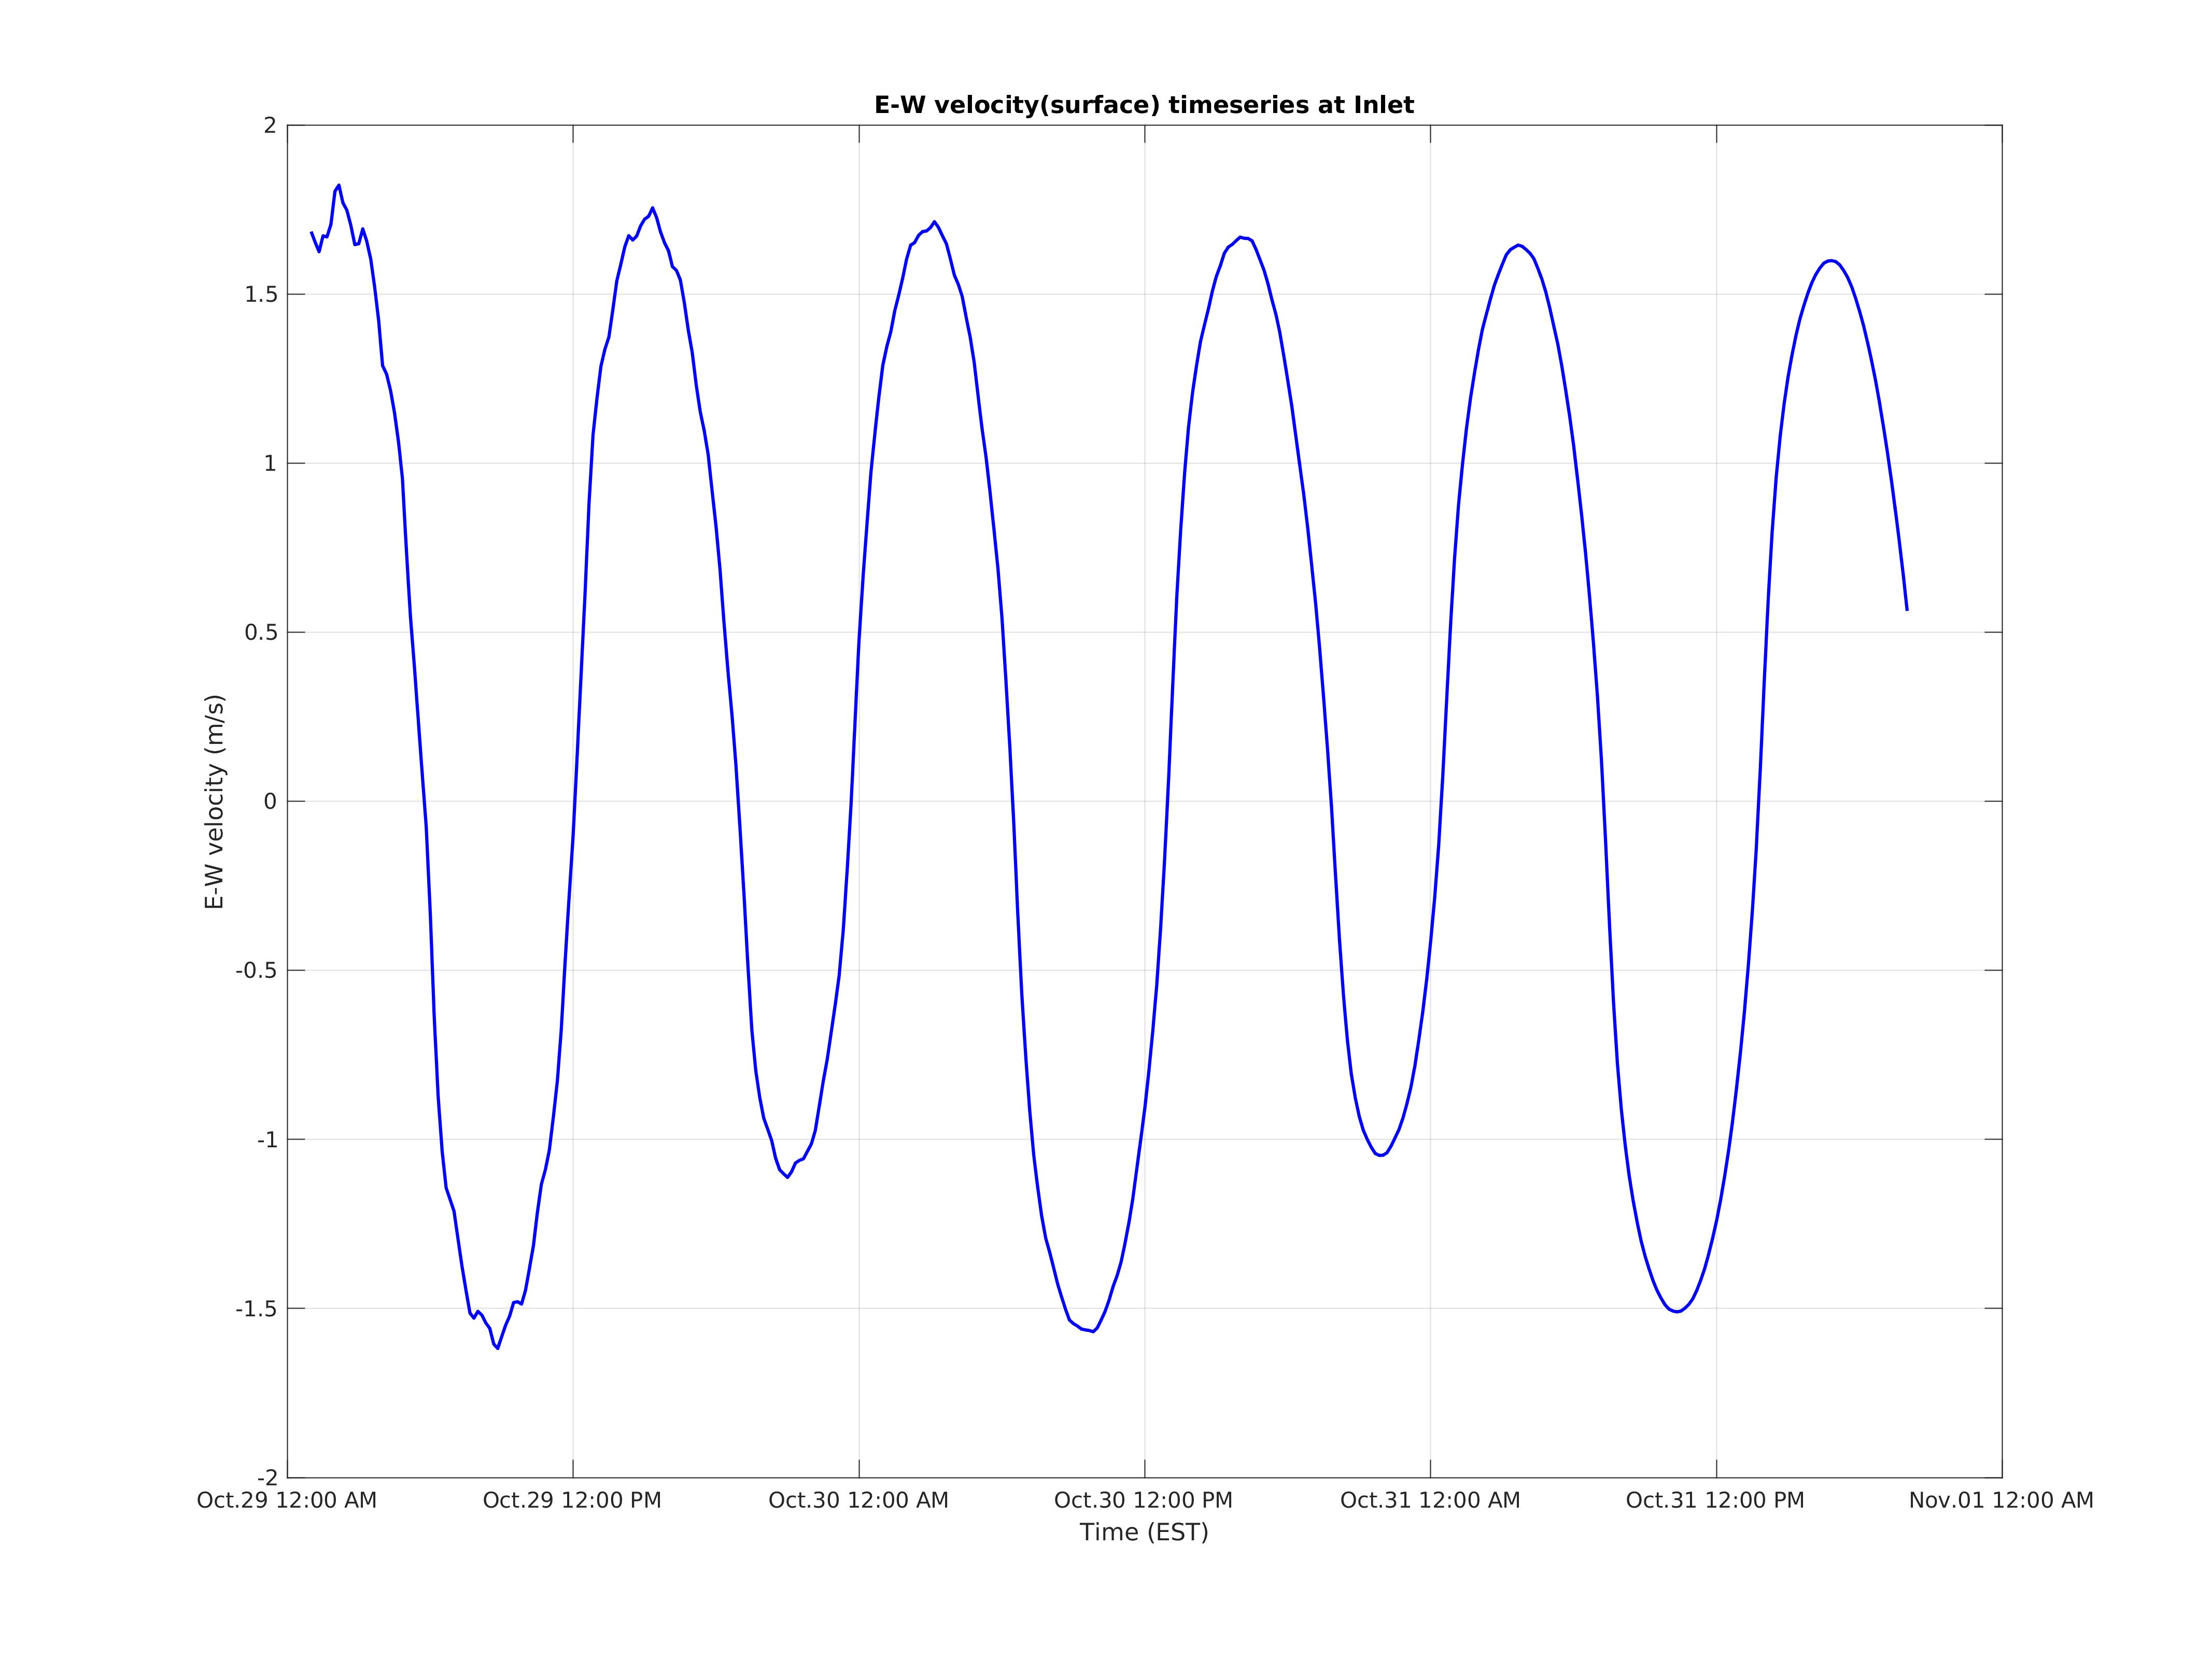 E-W velocity(surface) timeseries at Inlet
2
1.5
1
0.5
0
-0.5
-1
-1.5
-2
E-W velocity (m/s)
Oct.29 12:00 AM Oct.29 12:00 PM Oct.30 12:00 AM Oct.30 12:00 PM Oct.31 12:00 AM Oct.31 12:00 PM Nov.01 12:00 AM
Time (EST)